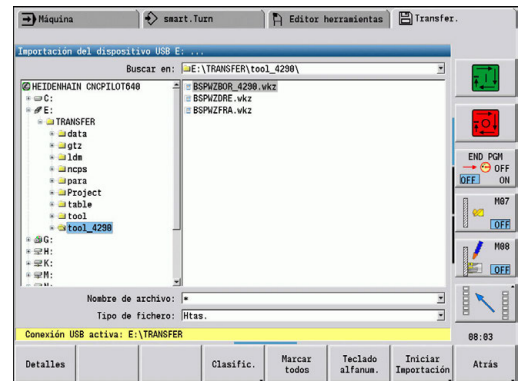 Máquina
smart.Turn
Editor herramientas
Transfer.
Importación del dispositivo USB E: ...
Buscar en: E:\TRANSFER\tool_4290\
HEIDENHAIN CNCPILOT640
C:
E:
TRANSFER
data
gtz
ldm
ncps
para
Project
table
tool
tool_4290
G:
H:
K:
M:
BSPWZBOR_4290.wkz
BSPWZDRE.wkz
BSPWZFRA.wkz
Nombre de archivo: *
Tipo de fichero: Htas.
Conexión USB activa: E:\TRANSFER
END PGM
OFF
OFF ON
M07
OFF
M08
OFF
08:03
Detalles
Clasific.
Marcar todos
Teclado alfanum.
Iniciar Importación
Atrás